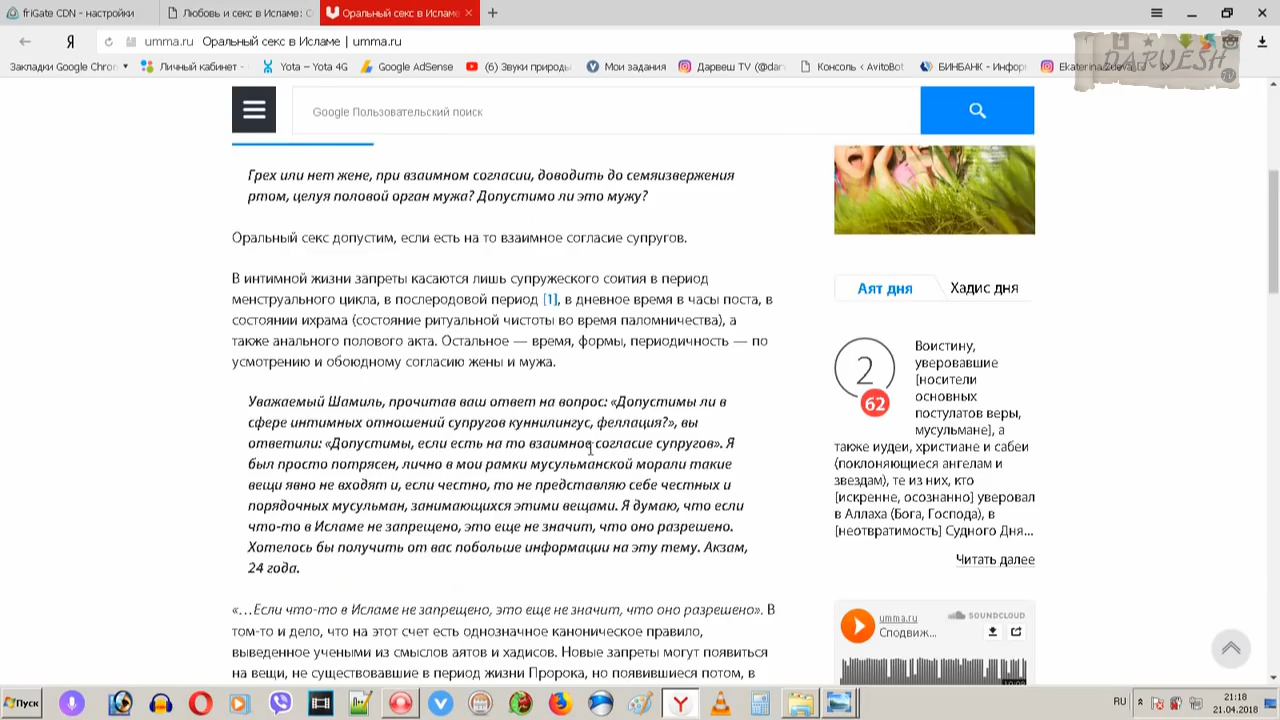 friGate CDN - настройки
Любовь и секс в Исламе:
Оральный секс в Исламе
umma.ru Оральный секс в Исламе | umma.ru
Закладки Google Chron
Личный кабинет -
Yota – Yota 4G
Google AdSense
(6) Звуки природы
Мои задания
Дарвеш TV (@dar
Консоль ‹ AvitoBot
БИНБАНК - Инфор
Ekaterina Zueva
DARVESH
TV
Google Пользовательский поиск
Грех или нет жене, при взаимном согласии, доводить до семяизвержения
ртом, целуя половой орган мужа? Допустимо ли это мужу?
Оральный секс допустим, если есть на то взаимное согласие супругов.
В интимной жизни запреты касаются лишь супружеского соития в период
менструального цикла, в послеродовой период [1], в дневное время в часы поста, в
состоянии ихрама (состояние ритуальной чистоты во время паломничества), а
также анального полового акта. Остальное — время, формы, периодичность — по
усмотрению и обоюдному согласию жены и мужа.
Уважаемый Шамиль, прочитав ваш ответ на вопрос: «Допустимы ли в
сфере интимных отношений супругов куннилингус, феллация?», вы
ответили: «Допустимы, если есть на то взаимное согласие супругов». Я
был просто потрясен, лично в мои рамки мусульманской морали такие
вещи явно не входят и, если честно, то не представляю себе честных и
порядочных мусульман, занимающихся этими вещами. Я думаю, что если
что-то в Исламе не запрещено, это еще не значит, что оно разрешено.
Хотелось бы получить от вас побольше информации на эту тему. Акзам,
24 года.
«…Если что-то в Исламе не запрещено, это еще не значит, что оно разрешено». В
том-то и дело, что на этот счет есть однозначное каноническое правило,
выведенное учеными из смыслов аятов и хадисов. Новые запреты могут появиться
на вещи, не существовавшие в период жизни Пророка, но появившиеся потом, в
Аят дня
Хадис дня
2
62
Воистину,
уверовавшие
[носители
основных
постулатов веры,
мусульмане], а
также иудеи, христиане и сабеи
(поклоняющиеся ангелам и
звездам), те из них, кто
[искренне, осознанно] уверовал
в Аллаха (Бога, Господа), в
[неотвратимость] Судного Дня...
Читать далее
umma.ru
SOUNDCLOUD
Сподвиж...
Пуск
RU
21:18
21.04.2018